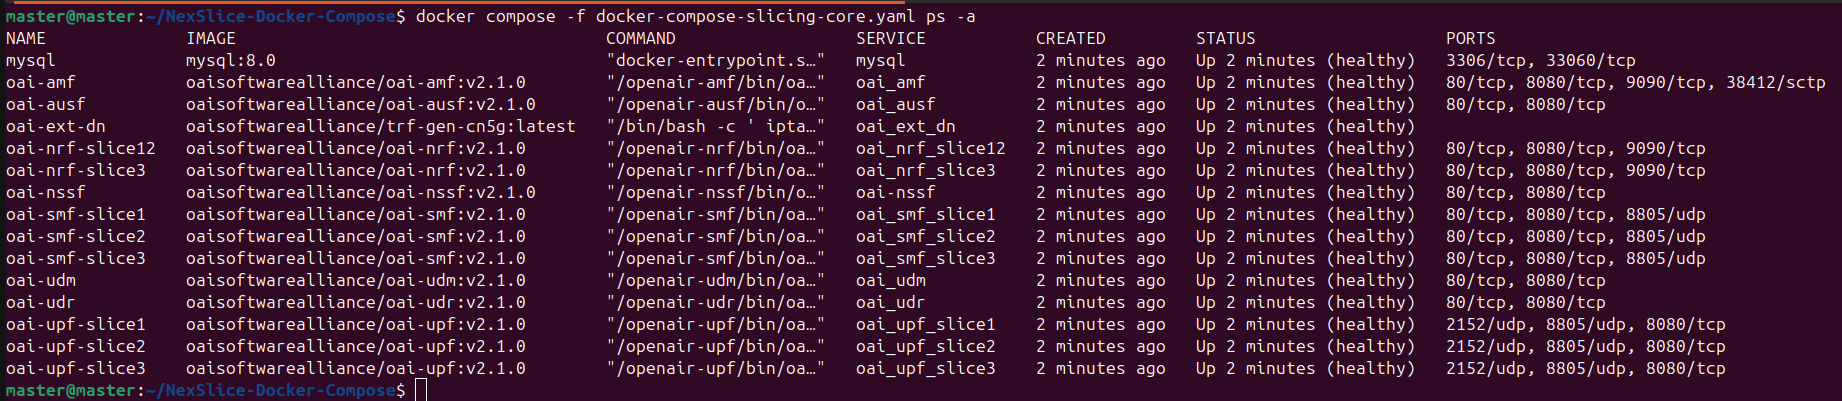 master@master:~/NexSlice-Docker-Compose$ docker compose -f docker-compose-slicing-core.yaml ps -a
NAME IMAGE COMMAND SERVICE CREATED STATUS PORTS
mysql mysql:8.0 "docker-entrypoint.s…" mysql 2 minutes ago Up 2 minutes (healthy) 3306/tcp, 33060/tcp
oai-amf oaisoftwarealliance/oai-amf:v2.1.0 "/openair-amf/bin/oa…" oai_amf 2 minutes ago Up 2 minutes (healthy) 80/tcp, 8080/tcp, 9090/tcp, 38412/sctp
oai-ausf oaisoftwarealliance/oai-ausf:v2.1.0 "/openair-ausf/bin/o…" oai_ausf 2 minutes ago Up 2 minutes (healthy) 80/tcp, 8080/tcp
oai-ext-dn oaisoftwarealliance/trf-gen-cn5g:latest "/bin/bash -c ' ipta…" oai_ext_dn 2 minutes ago Up 2 minutes (healthy)
oai-nrf-slice12 oaisoftwarealliance/oai-nrf:v2.1.0 "/openair-nrf/bin/oa…" oai_nrf_slice12 2 minutes ago Up 2 minutes (healthy) 80/tcp, 8080/tcp, 9090/tcp
oai-nrf-slice3 oaisoftwarealliance/oai-nrf:v2.1.0 "/openair-nrf/bin/oa…" oai_nrf_slice3 2 minutes ago Up 2 minutes (healthy) 80/tcp, 8080/tcp, 9090/tcp
oai-nssf oaisoftwarealliance/oai-nssf:v2.1.0 "/openair-nssf/bin/o…" oai-nssf 2 minutes ago Up 2 minutes (healthy) 80/tcp, 8080/tcp
oai-smf-slice1 oaisoftwarealliance/oai-smf:v2.1.0 "/openair-smf/bin/oa…" oai_smf_slice1 2 minutes ago Up 2 minutes (healthy) 80/tcp, 8080/tcp, 8805/udp
oai-smf-slice2 oaisoftwarealliance/oai-smf:v2.1.0 "/openair-smf/bin/oa…" oai_smf_slice2 2 minutes ago Up 2 minutes (healthy) 80/tcp, 8080/tcp, 8805/udp
oai-smf-slice3 oaisoftwarealliance/oai-smf:v2.1.0 "/openair-smf/bin/oa…" oai_smf_slice3 2 minutes ago Up 2 minutes (healthy) 80/tcp, 8080/tcp, 8805/udp
oai-udm oaisoftwarealliance/oai-udm:v2.1.0 "/openair-udm/bin/oa…" oai_udm 2 minutes ago Up 2 minutes (healthy) 80/tcp, 8080/tcp
oai-udr oaisoftwarealliance/oai-udr:v2.1.0 "/openair-udr/bin/oa…" oai_udr 2 minutes ago Up 2 minutes (healthy) 80/tcp, 8080/tcp
oai-upf-slice1 oaisoftwarealliance/oai-upf:v2.1.0 "/openair-upf/bin/oa…" oai_upf_slice1 2 minutes ago Up 2 minutes (healthy) 2152/udp, 8805/udp, 8080/tcp
oai-upf-slice2 oaisoftwarealliance/oai-upf:v2.1.0 "/openair-upf/bin/oa…" oai_upf_slice2 2 minutes ago Up 2 minutes (healthy) 2152/udp, 8805/udp, 8080/tcp
oai-upf-slice3 oaisoftwarealliance/oai-upf:v2.1.0 "/openair-upf/bin/oa…" oai_upf_slice3 2 minutes ago Up 2 minutes (healthy) 2152/udp, 8805/udp, 8080/tcp
master@master:~/NexSlice-Docker-Compose$